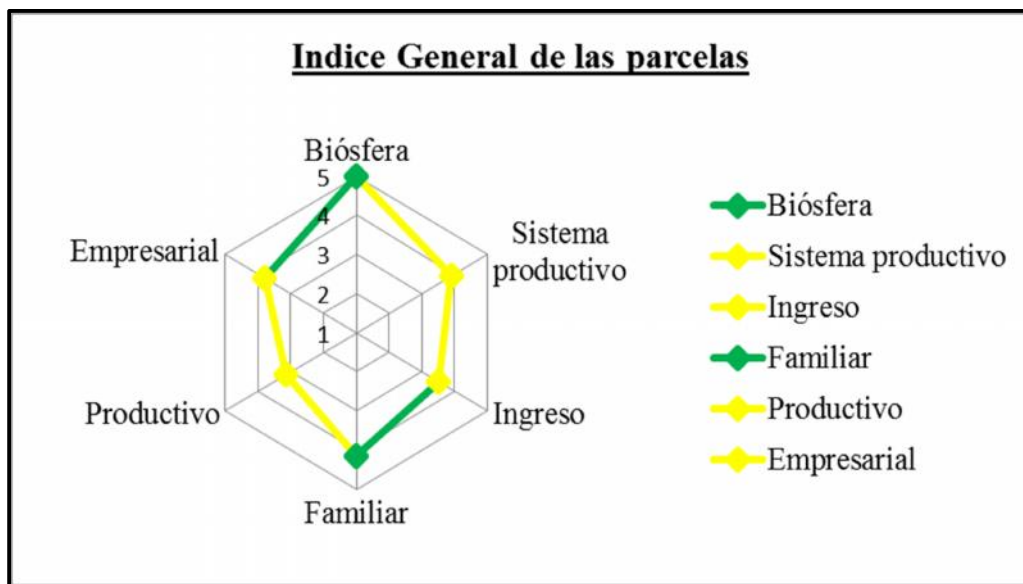 Indice General de las parcelas
Biósfera
5
4
3
2
1
Sistema
productivo
Ingreso
Familiar
Productivo
Empresarial
Biósfera
Sistema productivo
Ingreso
Familiar
Productivo
Empresarial